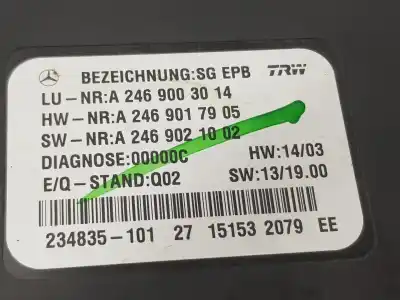 BEZEICHNUNG:SG EPB TRW
LU-NR:A 246 900 30 14
HW-NR:A 246 901 79 05
SW-NR:A 246 902 10 02
DIAGNOSE:00000C HW:14/03
E/Q-STAND:Q02 SW:13/19.00
234835-101 27 15153 2079 EE